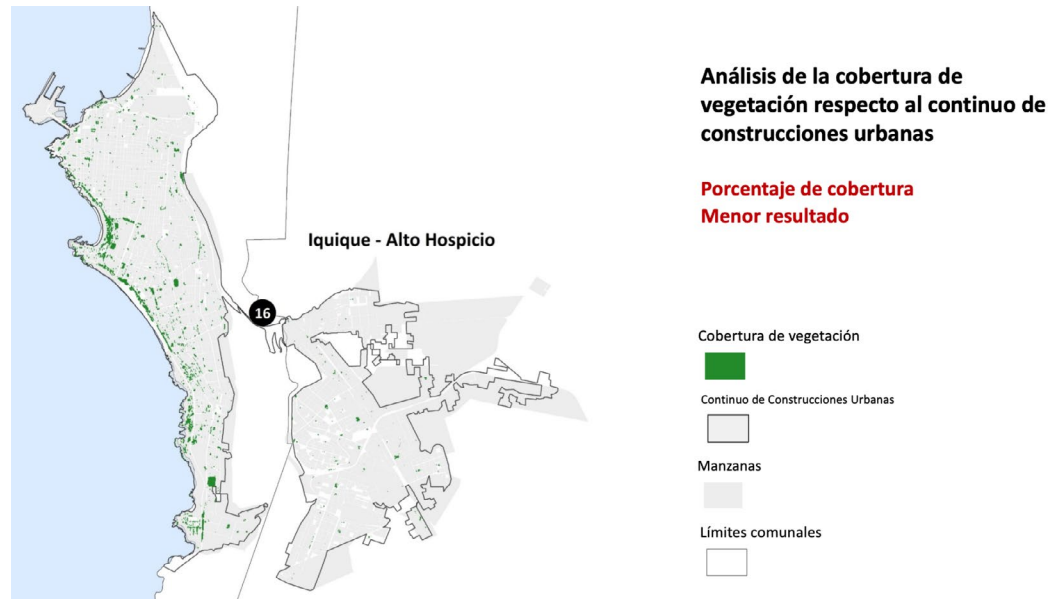 Análisis de la cobertura de
vegetación respecto al continuo de
construcciones urbanas
Porcentaje de cobertura
Menor resultado
Iquique - Alto Hospicio
16
Cobertura de vegetación
Continuo de Construcciones Urbanas
Manzanas
Límites comunales